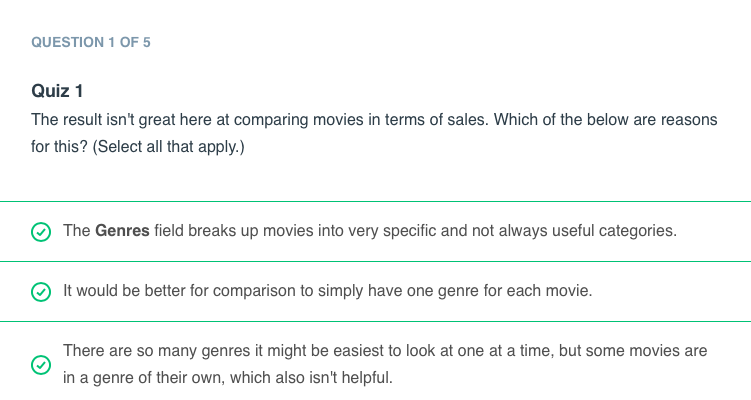 QUESTION 1 OF 5
Quiz 1
The result isn't great here at comparing movies in terms of sales. Which of the below are reasons
for this? (Select all that apply.)
The Genres field breaks up movies into very specific and not always useful categories.
It would be better for comparison to simply have one genre for each movie.
There are so many genres it might be easiest to look at one at a time, but some movies are
in a genre of their own, which also isn't helpful.